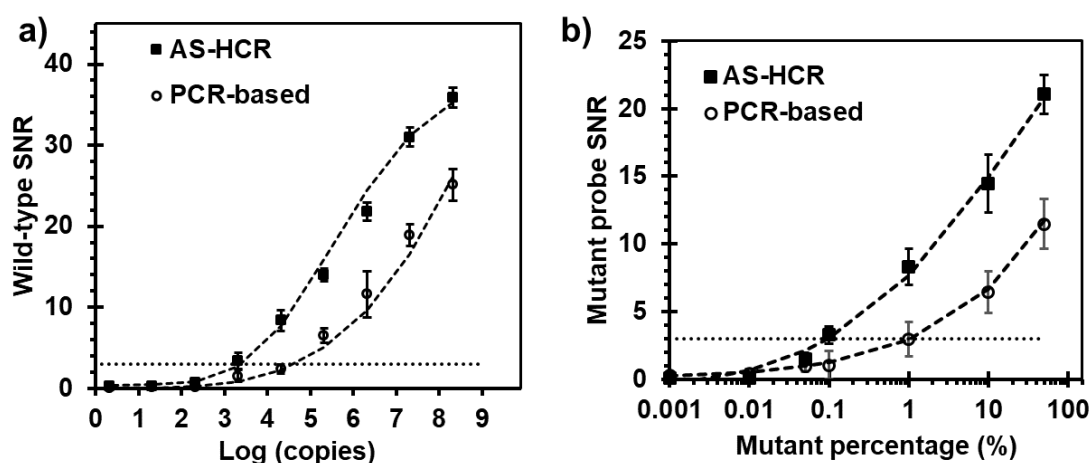 a)
AS-HCR
PCR-based
Wild-type SNR
40
30
20
10
0
0 1 2 3 4 5 6 7 8 9
Log (copies)
b)
AS-HCR
PCR-based
Mutant probe SNR
25
20
15
10
5
0
0.001 0.01 0.1 1 10 100
Mutant percentage (%)